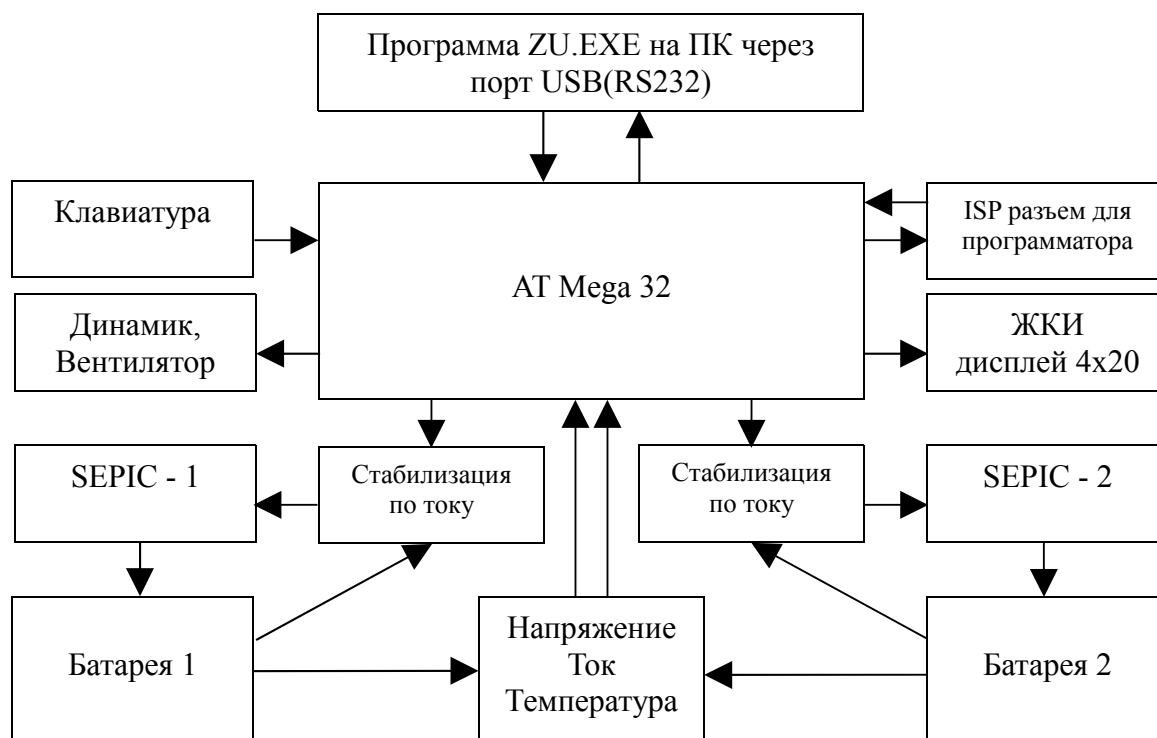 Программа ZU.EXE на ПК через
порт USB(RS232)
Клавиатура
AT Mega 32
ISP разъем для
программатора
Динамик,
Вентилятор
ЖКИ
дисплей 4x20
SEPIC - 1
Стабилизация
по току
Стабилизация
по току
SEPIC - 2
Батарея 1
Напряжение
Ток
Температура
Батарея 2